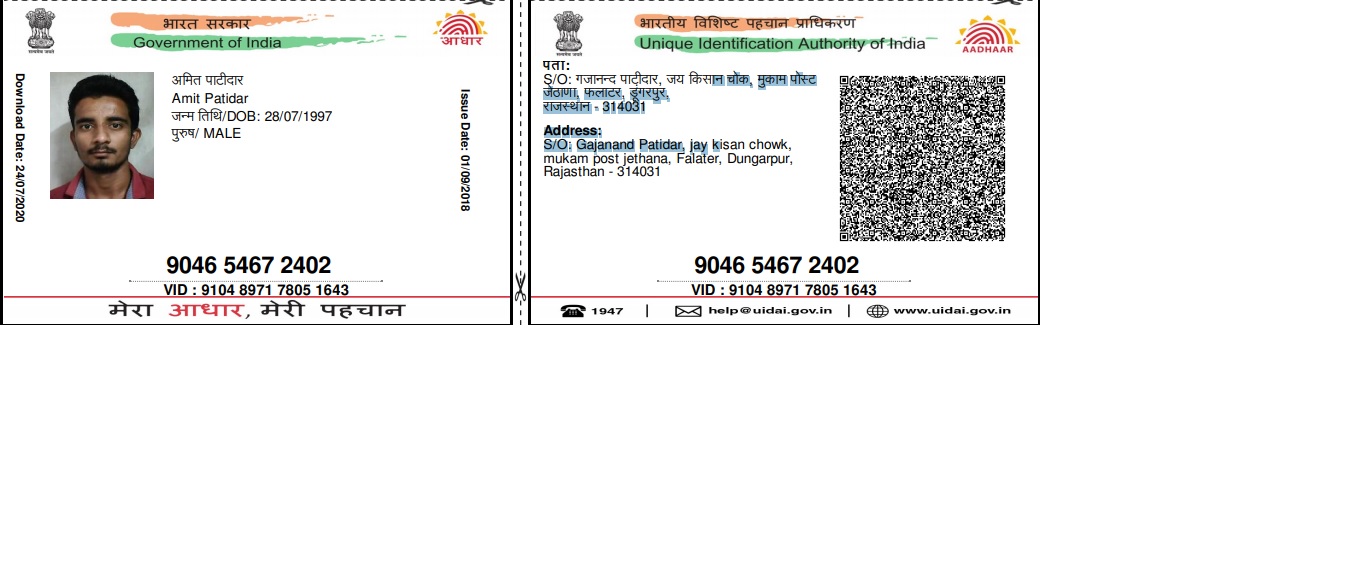 भारत सरकार
Government of India
आधार
Download Date: 24/07/2020
अमित पाटीदार
Amit Patidar
जन्म तिथि/DOB: 28/07/1997
पुरुष/ MALE
Issue Date: 01/09/2018
9046 5467 2402
VID : 9104 8971 7805 1643
मेरा आधार, मेरी पहचान
भारतीय विशिष्ट पहचान प्राधिकरण
Unique Identification Authority of India
AADHAAR
पता:
S/O: गजानन्द पाटीदार, जय किसान चोंक, मुकाम पोंस्ट
जेठाणा, फलाटेर, डूंगरपुर,
राजस्थान - 314031
Address:
S/O: Gajanand Patidar, jay kisan chowk,
mukam post jethana, Falater, Dungarpur,
Rajasthan - 314031
9046 5467 2402
VID : 9104 8971 7805 1643
1947 | help@uidai.gov.in | www.uidai.gov.in